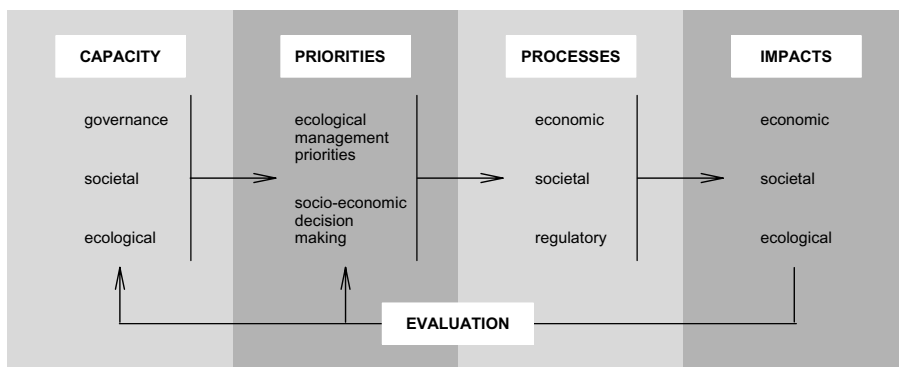 CAPACITY
governance
societal
ecological
PRIORITIES
ecological
management
priorities
socio-economic
decision
making
PROCESSES
economic
societal
regulatory
IMPACTS
economic
societal
ecological
EVALUATION